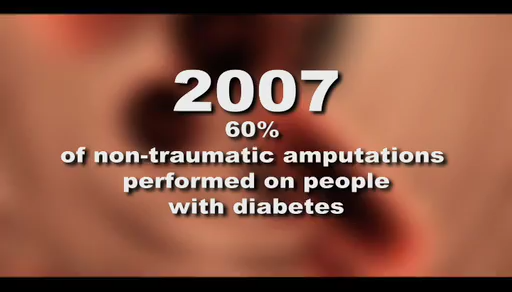 2007
60%
of non-traumatic amputations
performed on people
with diabetes